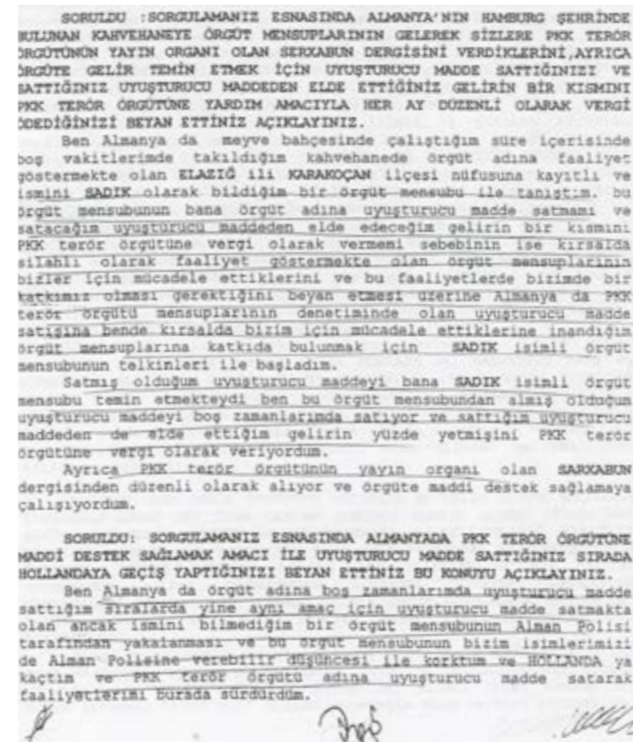 SORULDU :SORGULAMANIZ ESNASINDA ALMANYA'NIN HAMBURG ŞEHRİNDE
BULUNAN KAHVEHANEYE ÖRGÜT MENSUPLARININ GELEREK SİZLERE PKK TERÖR
ÖRGÜTÜNÜN YAYIN ORGANI OLAN SERXABUN DERGİSİNİ VERDİKLERİNİ,AYRICA
ÖRGÜTE GELİR TEMİN ETMEK İÇİN UYUŞTURUCU MADDE SATTIĞINIZI VE
SATTIĞINIZ UYUŞTURUCU MADDEDEN ELDE ETTİĞİNİZ GELİRİN BİR KISMINI
PKK TERÖR ÖRGÜTÜNE YARDIM AMACIYLA HER AY DÜZENLİ OLARAK VERGİ
ÖDEDİĞİNİZİ BEYAN ETTİNİZ AÇIKLAYINIZ.
Ben Almanya da meyve bahçesinde çalıştığım süre içerisinde
boş vakitlerimde takıldığım kahvehanede örgüt adına faaliyet
göstermekte olan ELAZIĞ ili KARAKOÇAN ilçesi nüfusuna kayıtlı ve
ismini SADIK olarak bildiğim bir örgüt mensubu ile tanıştım. bu
örgüt mensubunun bana örgüt adına uyuşturucu madde satmamı ve
satacağım uyuşturucu maddeden elde edeceğim gelirin bir kısmını
PKK terör örgütüne vergi olarak vermemi sebebinin ise kırsalda
silahlı olarak faaliyet göstermekte olan örgüt mensuplarının
bizler için mücadele ettiklerini ve bu faaliyetlerde bizimde bir
katkımız olması gerektiğini beyan etmesi üzerine Almanya da PKK
terör örgütü mensuplarının denetiminde olan uyuşturucu madde
satışına bende kırsalda bizim için mücadele ettiklerine inandığım
örgüt mensuplarına katkıda bulunmak için SADIK isimli örgüt
mensubunun telkinleri ile başladım.
Satmış olduğum uyuşturucu maddeyi bana SADIK isimli örgüt
mensubu temin etmekteydi ben bu örgüt mensubundan almış olduğum
uyuşturucu maddeyi boş zamanlarımda satıyor ve sattığım uyuşturucu
maddeden de elde ettiğim gelirin yüzde yetmişini PKK terör
örgütüne vergi olarak veriyordum.
Ayrıca PKK terör örgütünün yayın organı olan SARXABUN
dergisinden düzenli olarak alıyor ve örgüte maddi destek sağlamaya
çalışıyordum.
SORULDU: SORGULAMANIZ ESNASINDA ALMANYADA PKK TERÖR ÖRGÜTÜNE
MADDİ DESTEK SAĞLAMAK AMACI İLE UYUŞTURUCU MADDE SATTIĞINIZ SIRADA
HOLLANDAYA GEÇİŞ YAPTIĞINIZI BEYAN ETTİNİZ BU KONUYU AÇIKLAYINIZ.
Ben Almanya da örgüt adına boş zamanlarımda uyuşturucu madde
sattığım sıralarda yine aynı amaç için uyuşturucu madde satmakta
olan ancak ismini bilmediğim bir örgüt mensubunun Alman Polisi
tarafından yakalanması ve bu örgüt mensubunun bizim isimlerimizi
de Alman Polisine verebilir düşüncesi ile korktum ve HOLLANDA ya
kaçtım ve PKK terör örgütü adına uyuşturucu madde satarak
faaliyetlerimi burada sürdürdüm.